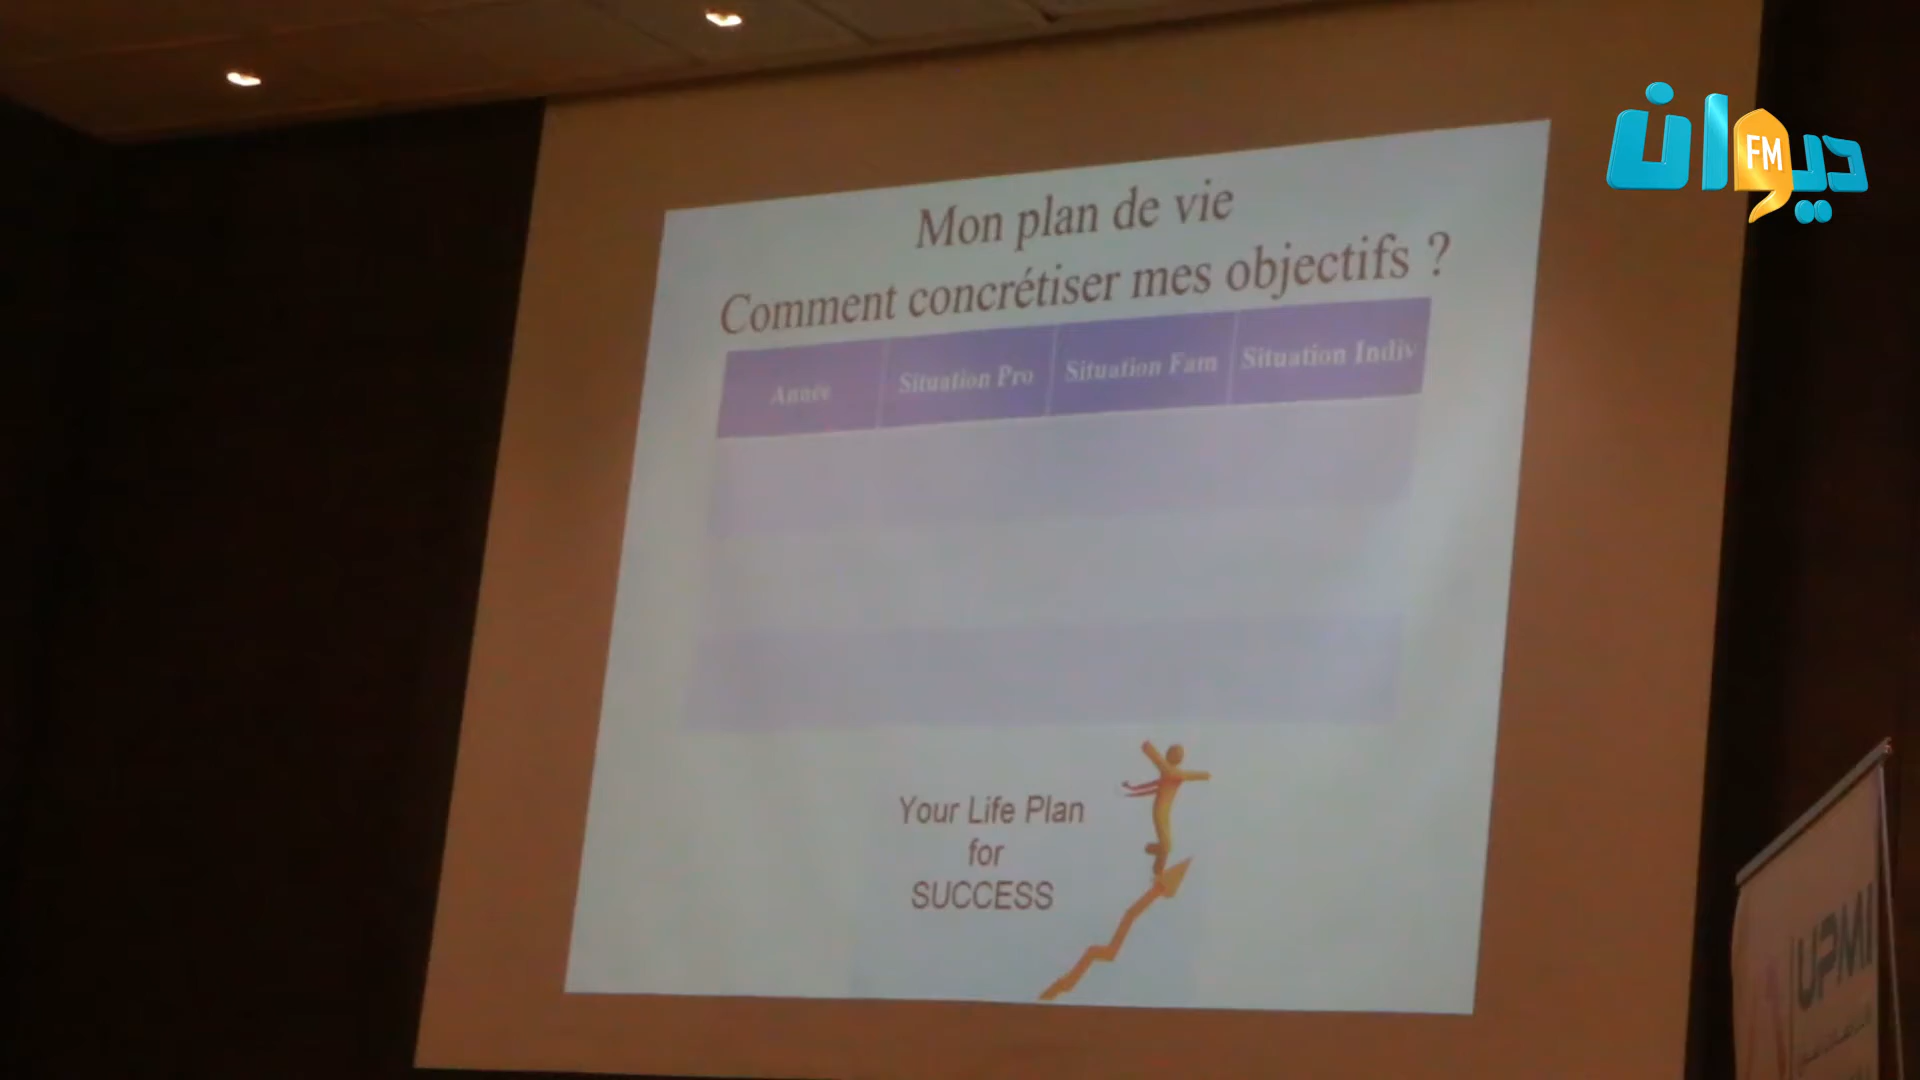 ديوان
FM
Mon plan de vie
Comment concrétiser mes objectifs ?
Année
Situation Pro
Situation Fam
Situation Indiv
Your Life Plan
for
SUCCESS
UPMI